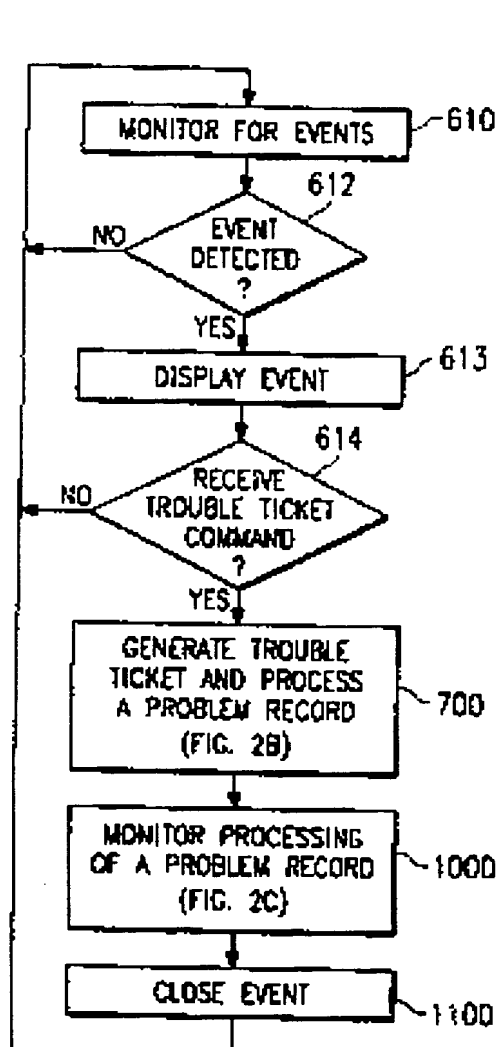 MONITOR FOR EVENTS
610
612
EVENT
DETECTED
?
NO
YES
DISPLAY EVENT
613
614
RECEIVE
TROUBLE TICKET
COMMAND
?
NO
YES
GENERATE TROUBLE
TICKET AND PROCESS
A PROBLEM RECORD
(FIG. 2B)
700
MONITOR PROCESSING
OF A PROBLEM RECORD
(FIG. 2C)
1000
CLOSE EVENT
1100